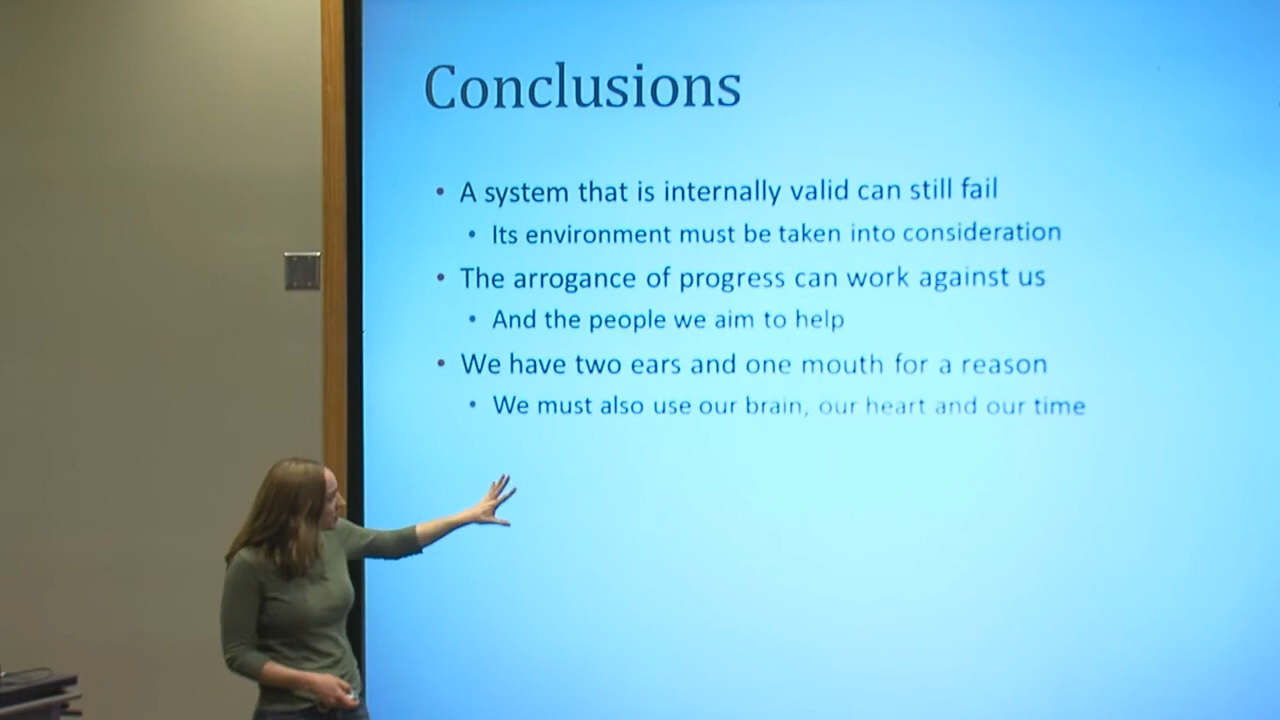 Conclusions
• A system that is internally valid can still fail
• Its environment must be taken into consideration
• The arrogance of progress can work against us
• And the people we aim to help
• We have two ears and one mouth for a reason
• We must also use our brain, our heart and our time